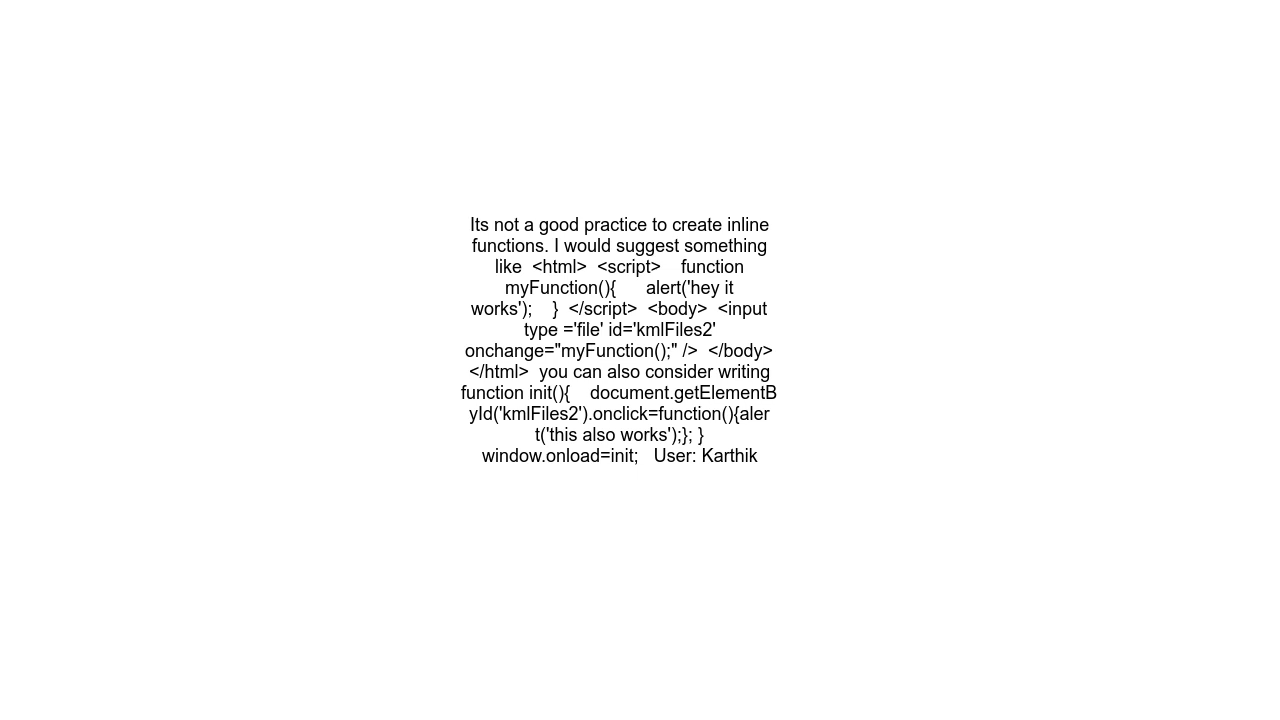 Its not a good practice to create inline
functions. I would suggest something
like  <html>  <script>    function
myFunction(){      alert('hey it
works');    }  </script>  <body>  <input
type ='file' id='kmlFiles2'
onchange="myFunction();" />  </body>
</html>  you can also consider writing
function init(){    document.getElementB
yId('kmlFiles2').onclick=function(){aler
t('this also works');}; }
window.onload=init;   User: Karthik